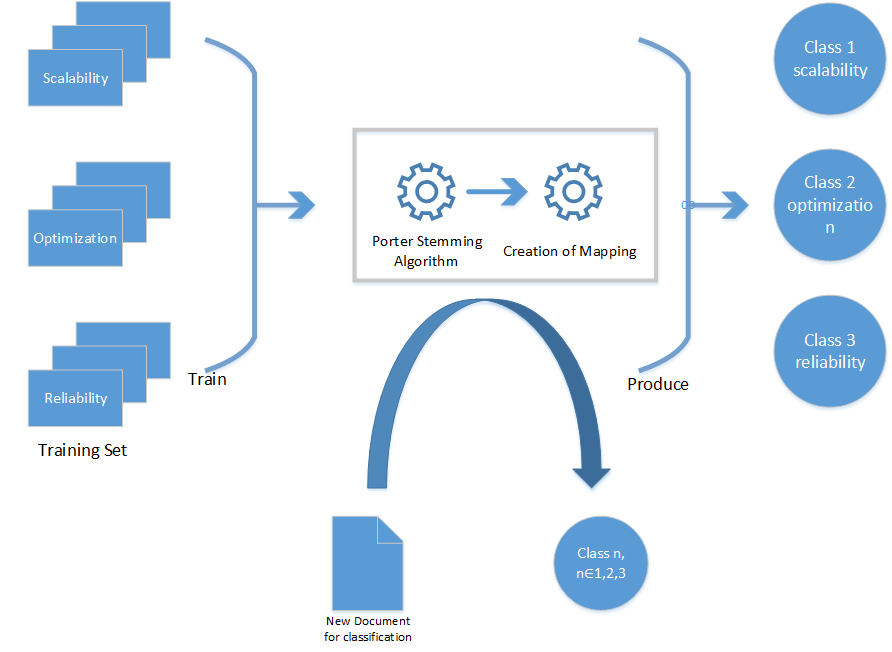 Scalability
Optimization
Reliability
Training Set
Train
Porter Stemming
Algorithm
Creation of Mapping
Produce
Class 1
scalability
Class 2
optimizatio
n
Class 3
reliability
New Document
for classification
Class n,
n∈1,2,3